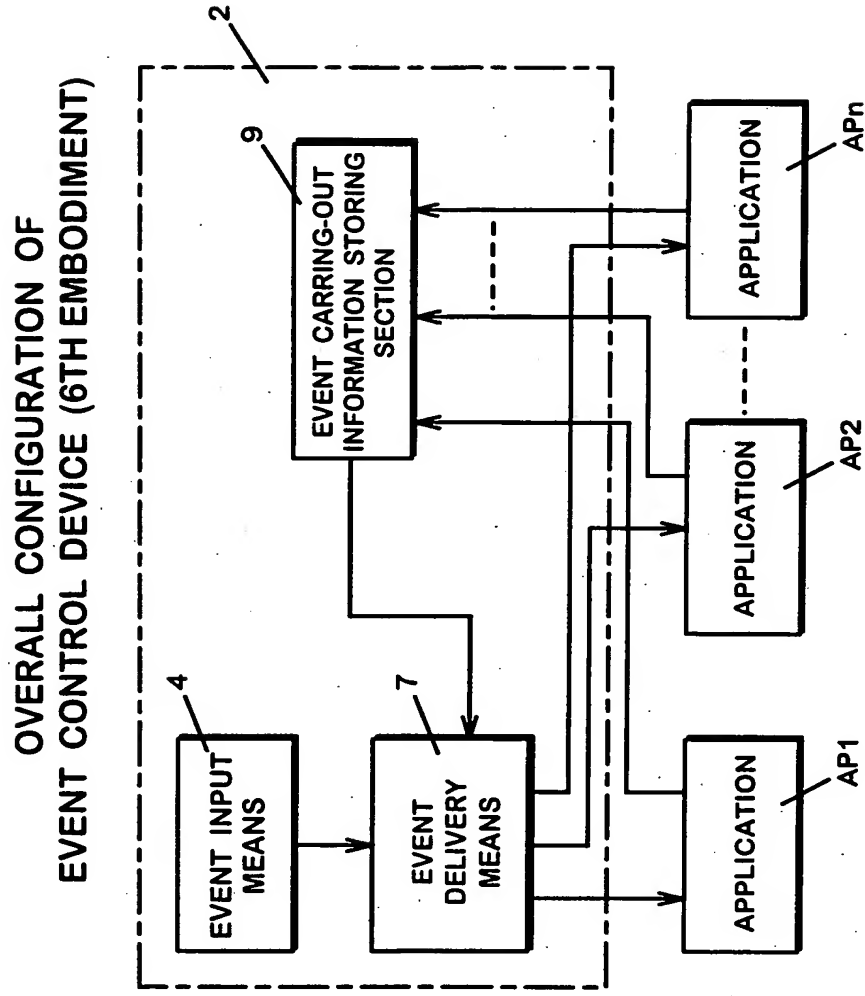 OVERALL CONFIGURATION OF
EVENT CONTROL DEVICE (6TH EMBODIMENT)
2
4
EVENT INPUT
MEANS
9
EVENT CARRING-OUT
INFORMATION STORING
SECTION
7
EVENT
DELIVERY
MEANS
APPLICATION
AP1
APPLICATION
AP2
APPLICATION
APn